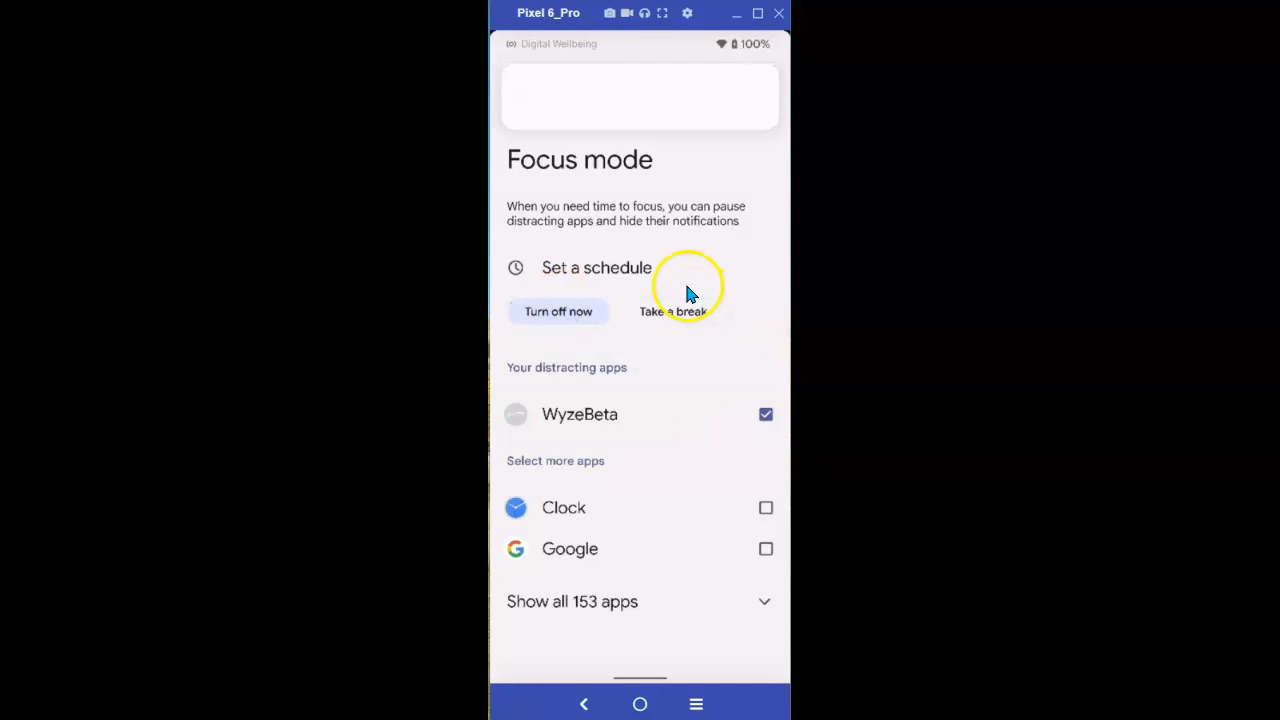 Pixel 6_Pro
Digital Wellbeing
100%
Focus mode
When you need time to focus, you can pause
distracting apps and hide their notifications
Set a schedule
Turn off now
Take a break
Your distracting apps
WyzeBeta
Select more apps
Clock
Google
Show all 153 apps